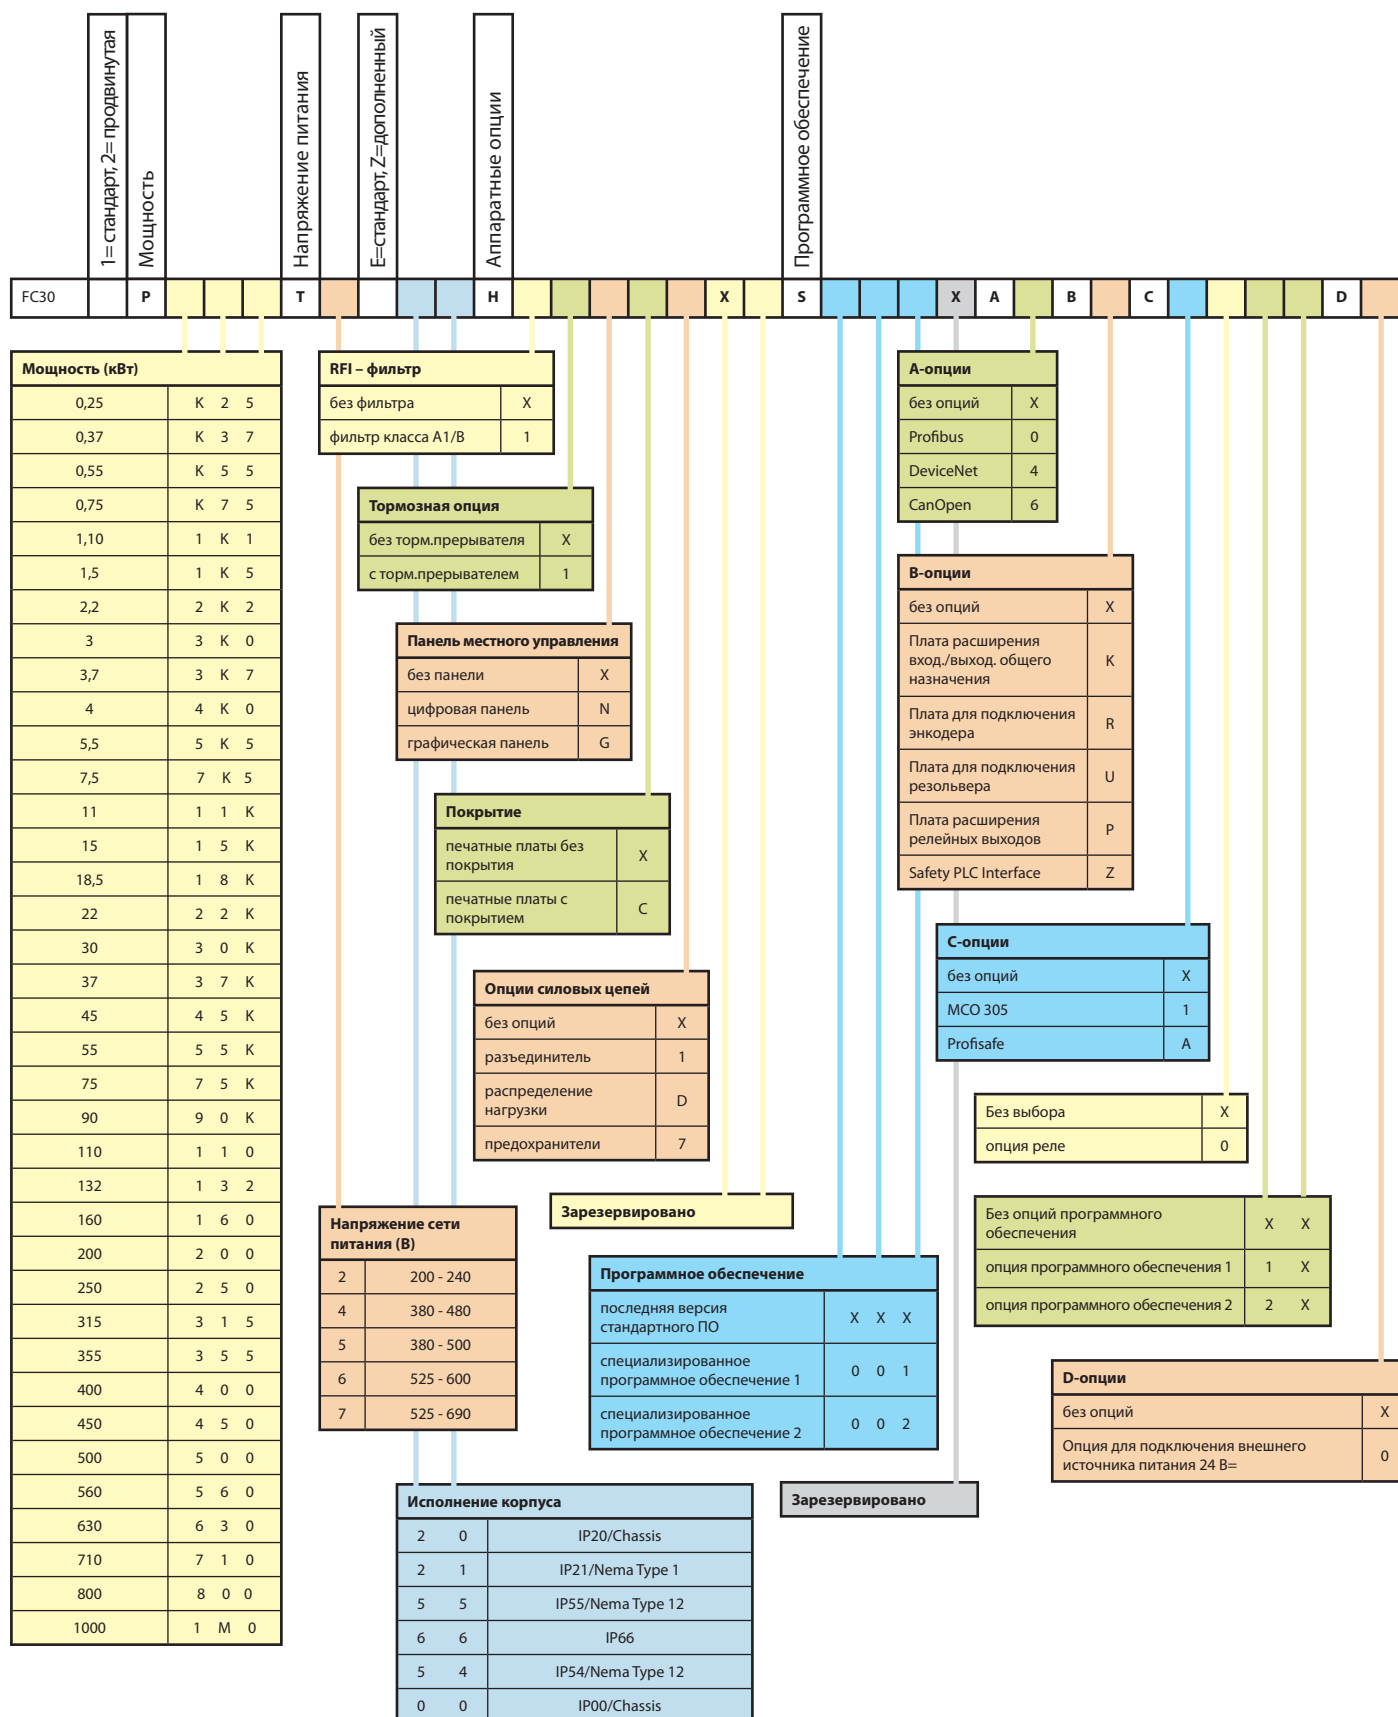 1= стандарт, 2= продвинутая
Мощность
Напряжение питания
E=стандарт, Z=дополненный
Аппаратные опции
Программное обеспечение
FC30 P T H X S X A B C D
Мощность (кВт)
0,25 K 2 5
0,37 K 3 7
0,55 K 5 5
0,75 K 7 5
1,10 1 K 1
1,5 1 K 5
2,2 2 K 2
3 3 K 0
3,7 3 K 7
4 4 K 0
5,5 5 K 5
7,5 7 K 5
11 1 1 K
15 1 5 K
18,5 1 8 K
22 2 2 K
30 3 0 K
37 3 7 K
45 4 5 K
55 5 5 K
75 7 5 K
90 9 0 K
110 1 1 0
132 1 3 2
160 1 6 0
200 2 0 0
250 2 5 0
315 3 1 5
355 3 5 5
400 4 0 0
450 4 5 0
500 5 0 0
560 5 6 0
630 6 3 0
710 7 1 0
800 8 0 0
1000 1 M 0
RFI – фильтр
без фильтра X
фильтр класса A1/B 1
Тормозная опция
без торм.прерывателя X
с торм.прерывателем 1
Панель местного управления
без панели X
цифровая панель N
графическая панель G
Покрытие
печатные платы без
покрытия X
печатные платы с
покрытием C
Опции силовых цепей
без опций X
разъединитель 1
распределение
нагрузки D
предохранители 7
Зарезервировано
Напряжение сети
питания (В)
2 200 - 240
4 380 - 480
5 380 - 500
6 525 - 600
7 525 - 690
Программное обеспечение
последняя версия
стандартного ПО X X X
специализированное
программное обеспечение 1 0 0 1
специализированное
программное обеспечение 2 0 0 2
Исполнение корпуса
2 0 IP20/Chassis
2 1 IP21/Nema Type 1
5 5 IP55/Nema Type 12
6 6 IP66
5 4 IP54/Nema Type 12
0 0 IP00/Chassis
А-опции
без опций X
Profibus 0
DeviceNet 4
CanOpen 6
В-опции
без опций X
Плата расширения
вход./выход. общего
назначения K
Плата для подключения
энкодера R
Плата для подключения
резольвера U
Плата расширения
релейных выходов P
Safety PLC Interface Z
С-опции
без опций X
MCO 305 1
Profisafe A
Без выбора X
опция реле 0
Без опций программного
обеспечения X X
опция программного обеспечения 1 1 X
опция программного обеспечения 2 2 X
D-опции
без опций X
Опция для подключения внешнего
источника питания 24 В= 0
Зарезервировано